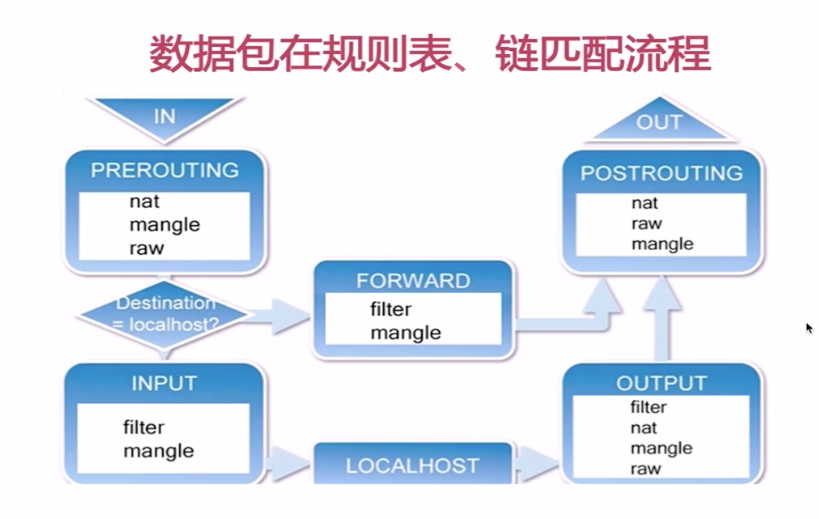 数据包在规则表、链匹配流程
IN
OUT
PREROUTING
nat
mangle
raw
POSTROUTING
nat
raw
mangle
Destination
= localhost?
FORWARD
filter
mangle
INPUT
filter
mangle
LOCALHOST
OUTPUT
filter
nat
mangle
raw